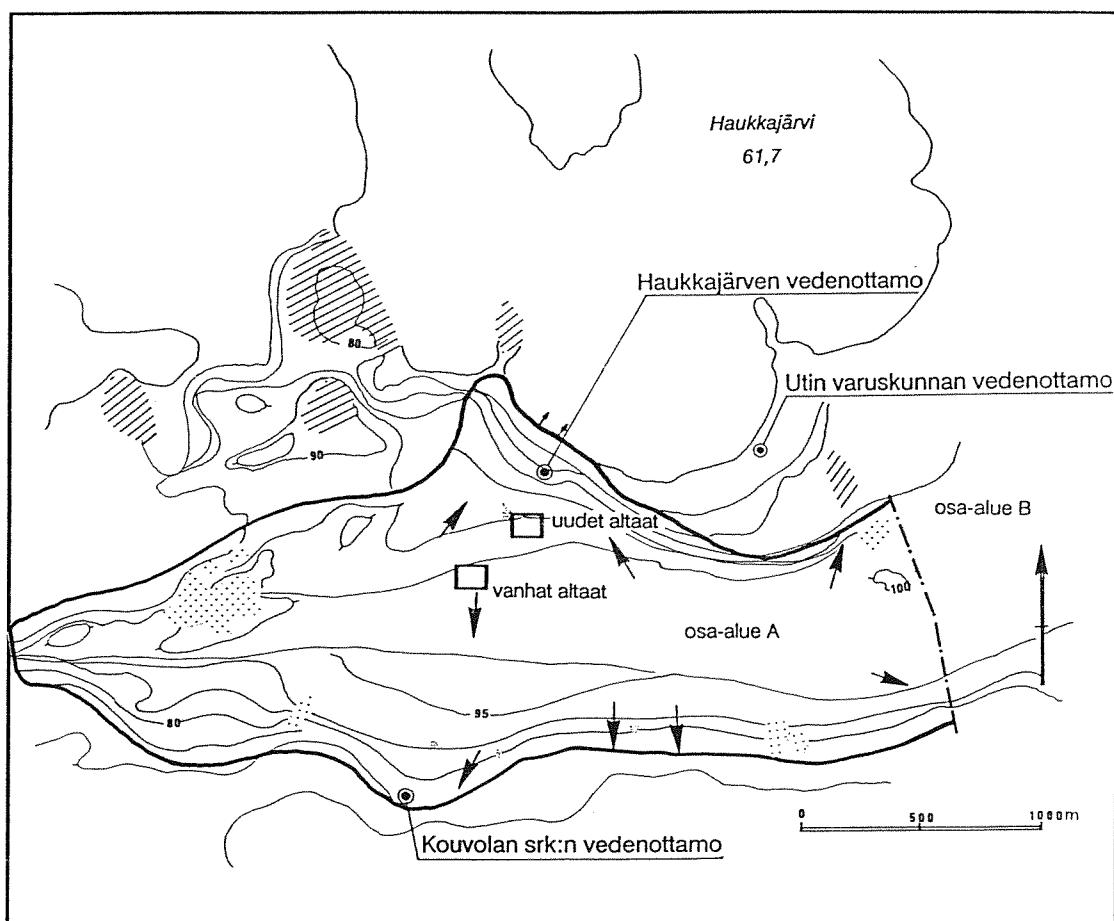 Haukkajärvi
61,7
Haukkajärven vedenottamo
80
Utin varuskunnan vedenottamo
90
osa-alue B
uudet altaat
100
vanhat altaat
osa-alue A
80
95
0 500 1000m
Kouvolan srk:n vedenottamo